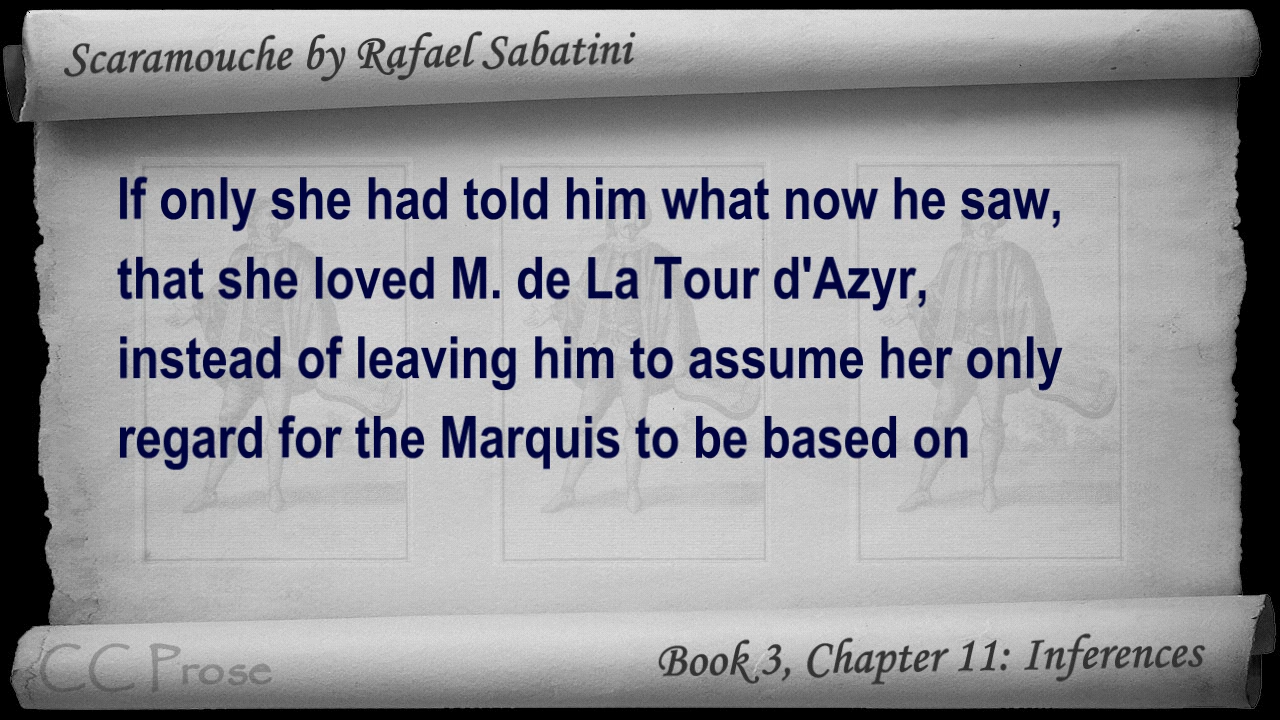 Scaramouche by Rafael Sabatini
If only she had told him what now he saw,
that she loved M. de La Tour d'Azyr,
instead of leaving him to assume her only
regard for the Marquis to be based on
CC Prose
Book 3, Chapter 11: Inferences